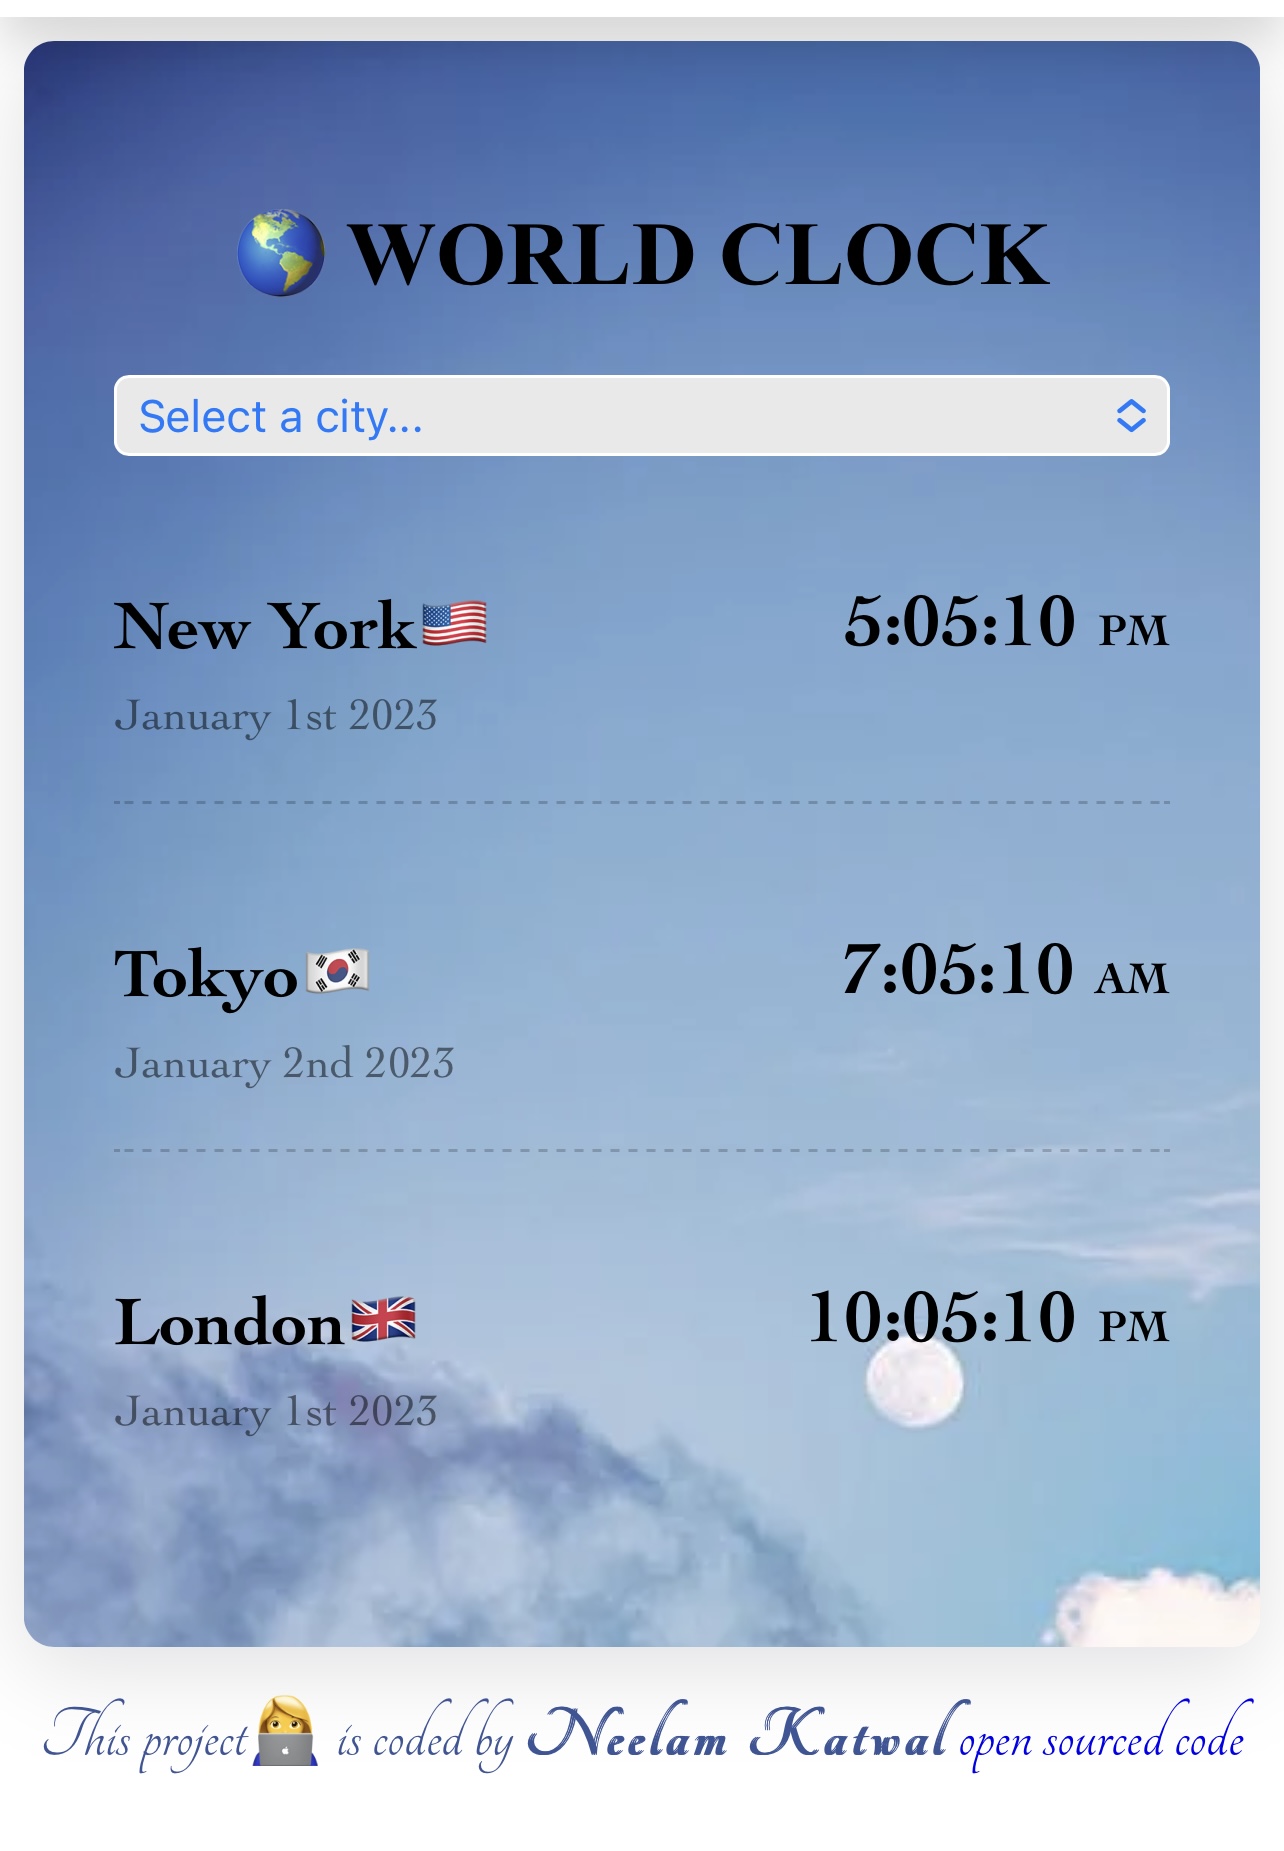 🌎 WORLD CLOCK
Select a city...
New York🇺🇸 5:05:10 PM
January 1st 2023
Tokyo🇰🇷 7:05:10 AM
January 2nd 2023
London🇬🇧 10:05:10 PM
January 1st 2023
This project👩‍💻 is coded by Neelam Katwal open sourced code